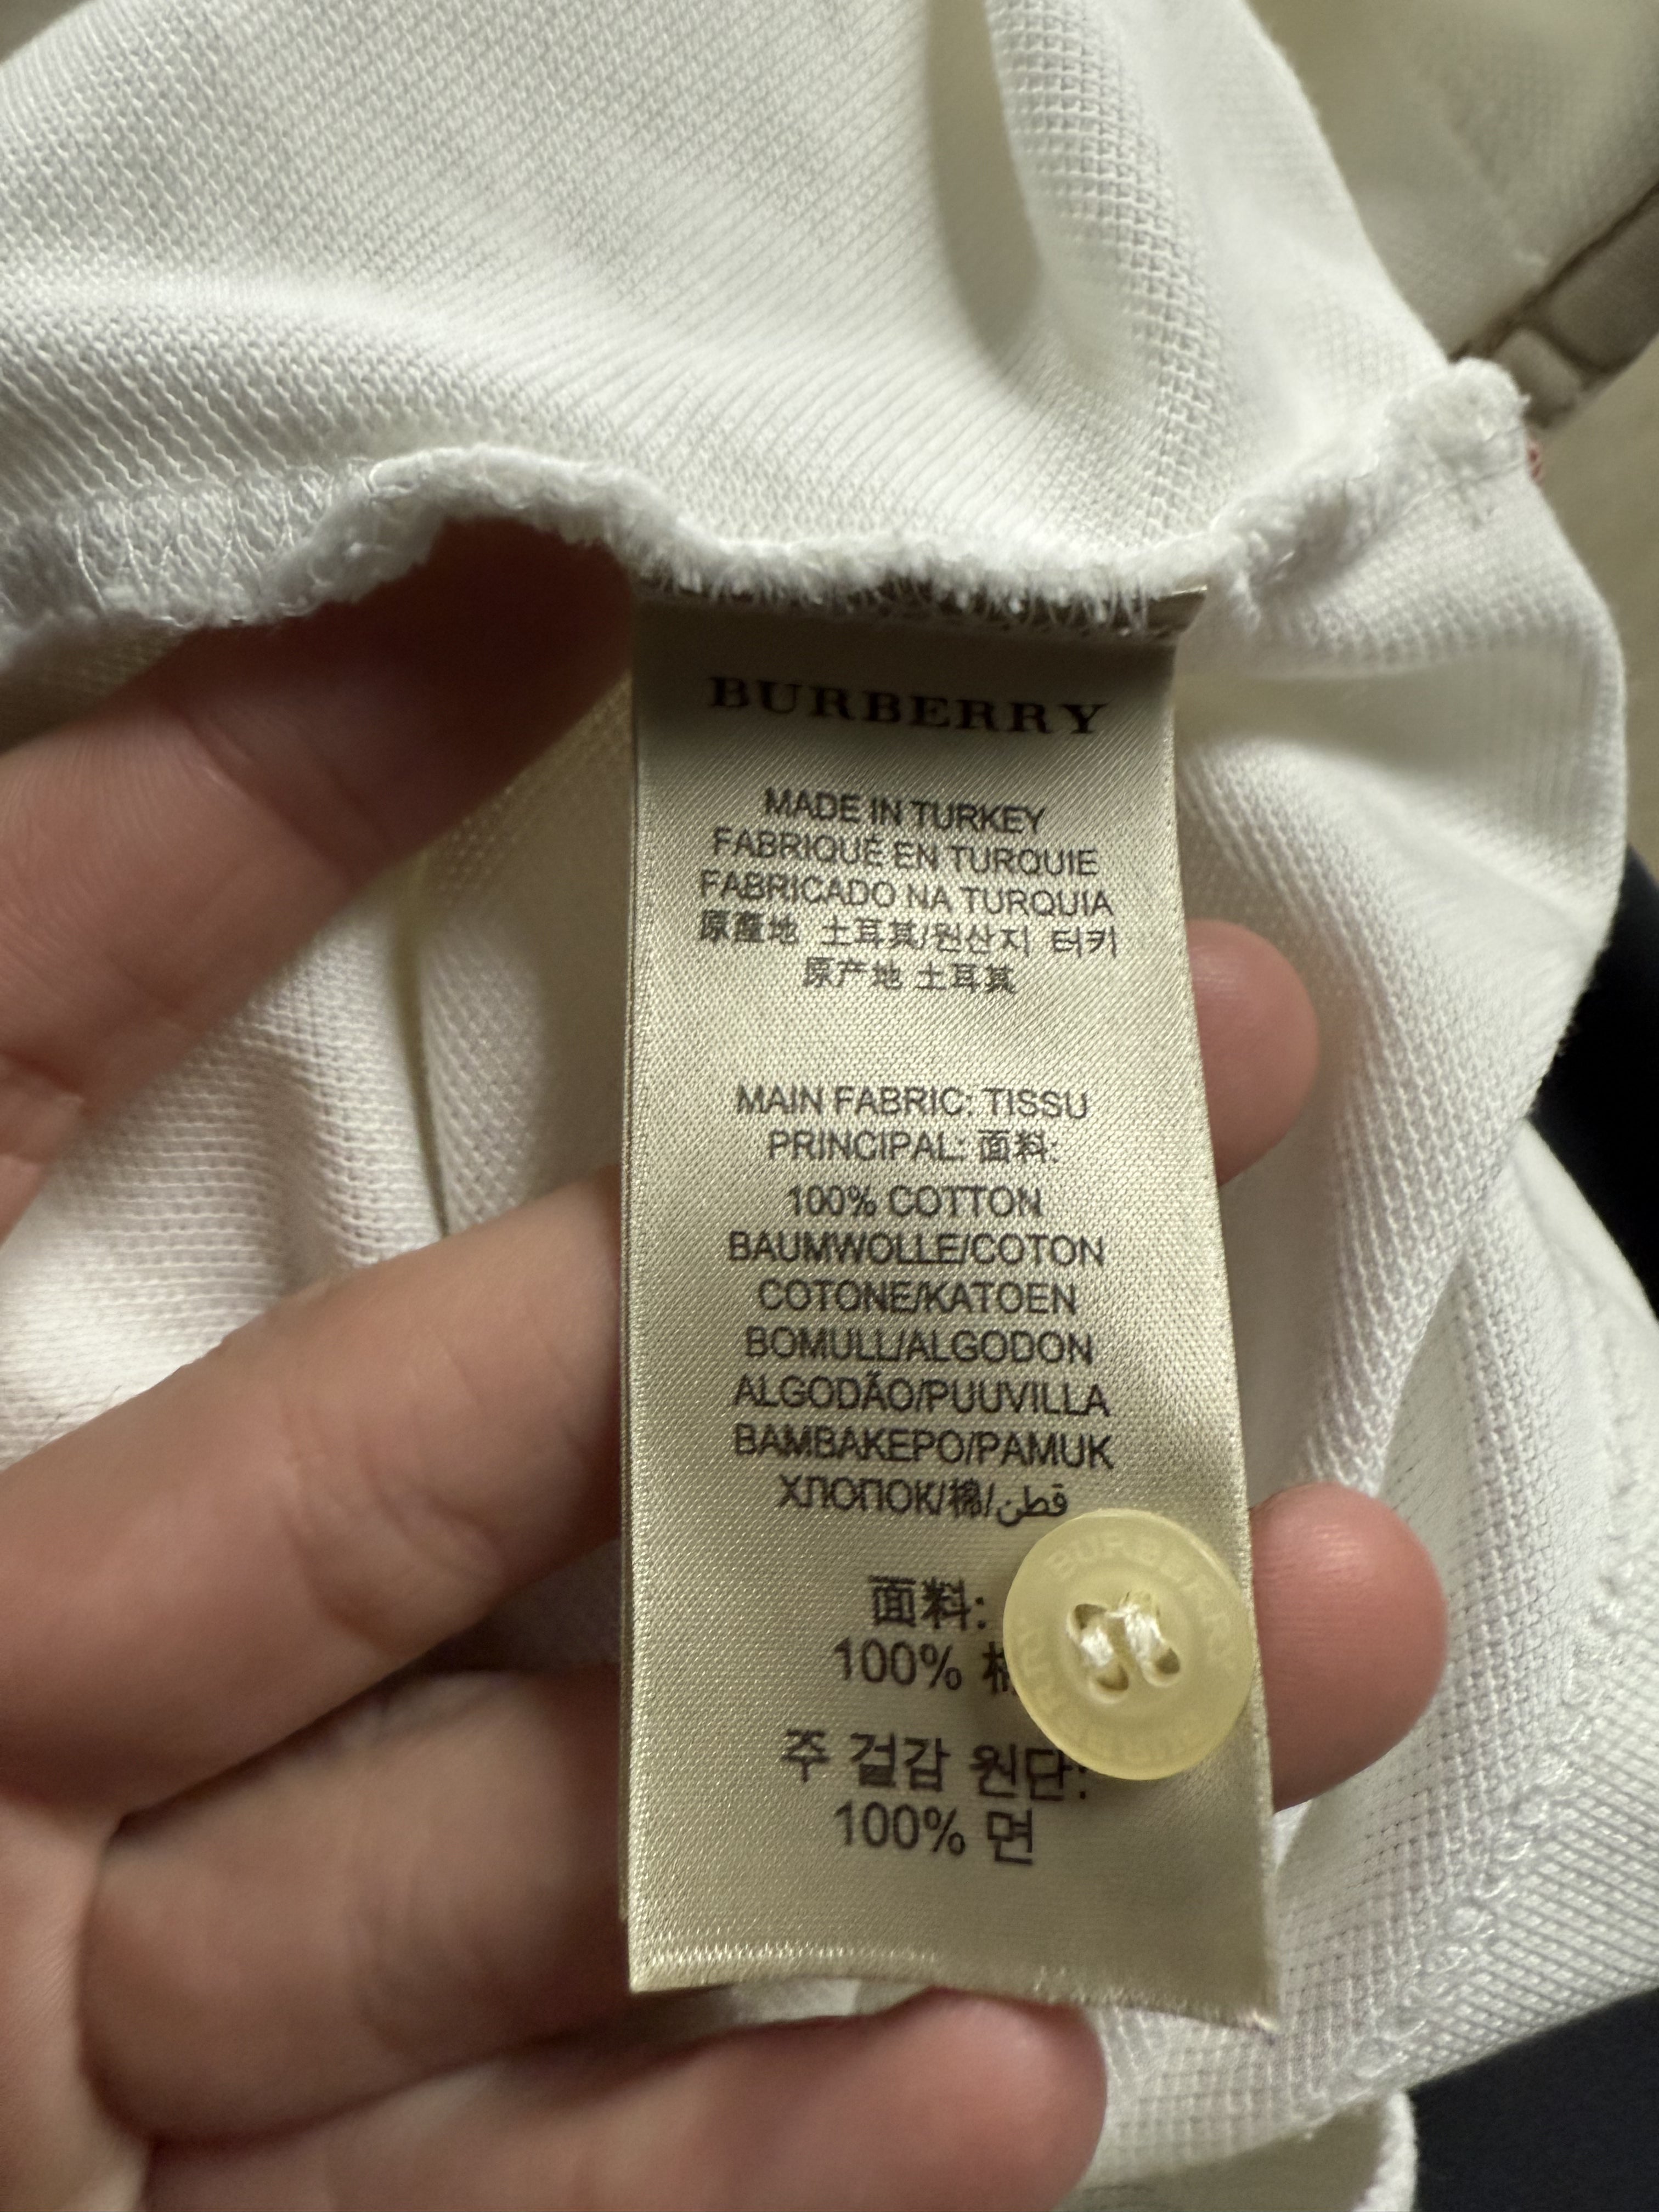 BURBERRY
MADE IN TURKEY
FABRIQUÉ EN TURQUIE
FABRICADO NA TURQUIA
原產地 土耳其/원산지 터키
原产地 土耳其
MAIN FABRIC: TISSU
PRINCIPAL: 面料:
100% COTTON
BAUMWOLLE/COTON
COTONE/KATOEN
BOMULL/ALGODON
ALGODÃO/PUUVILLA
BAMBAKEPO/PAMUK
ХЛОПОК/棉/قطن
面料:
100%
BURBERRY
주 겉감 원단:
100% 면